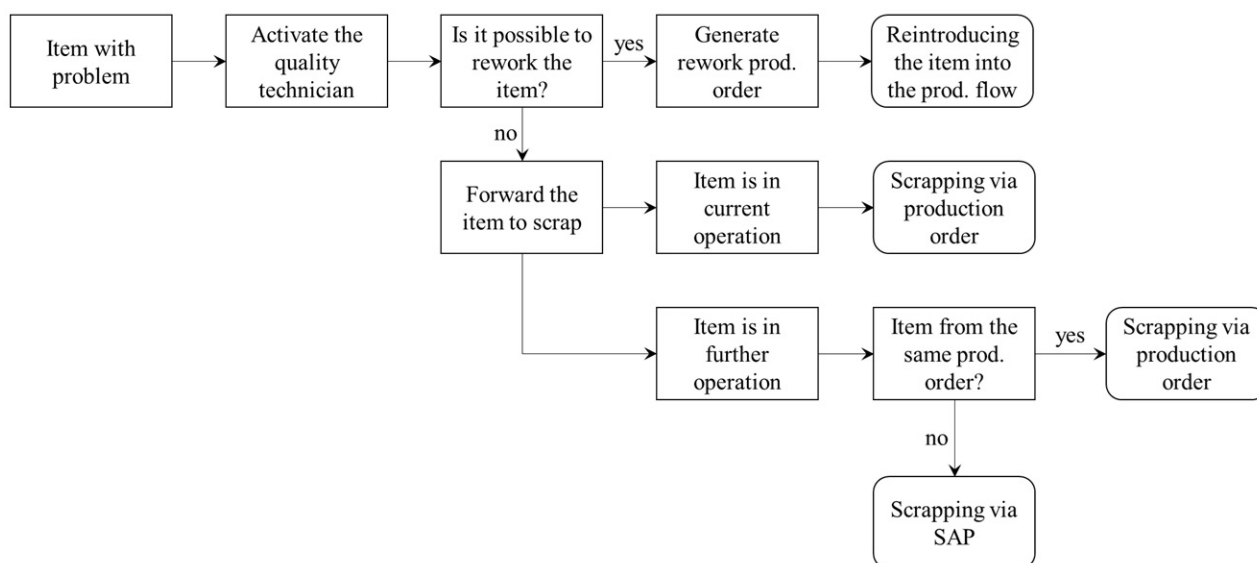 Item with
problem
Activate the
quality
technician
Is it possible to
rework the
item?
yes
Generate
rework prod.
order
Reintroducing
the item into
the prod. flow
no
Forward the
item to scrap
Item is in
current
operation
Scrapping via
production
order
Item is in
further
operation
Item from the
same prod.
order?
yes
Scrapping via
production
order
no
Scrapping via
SAP